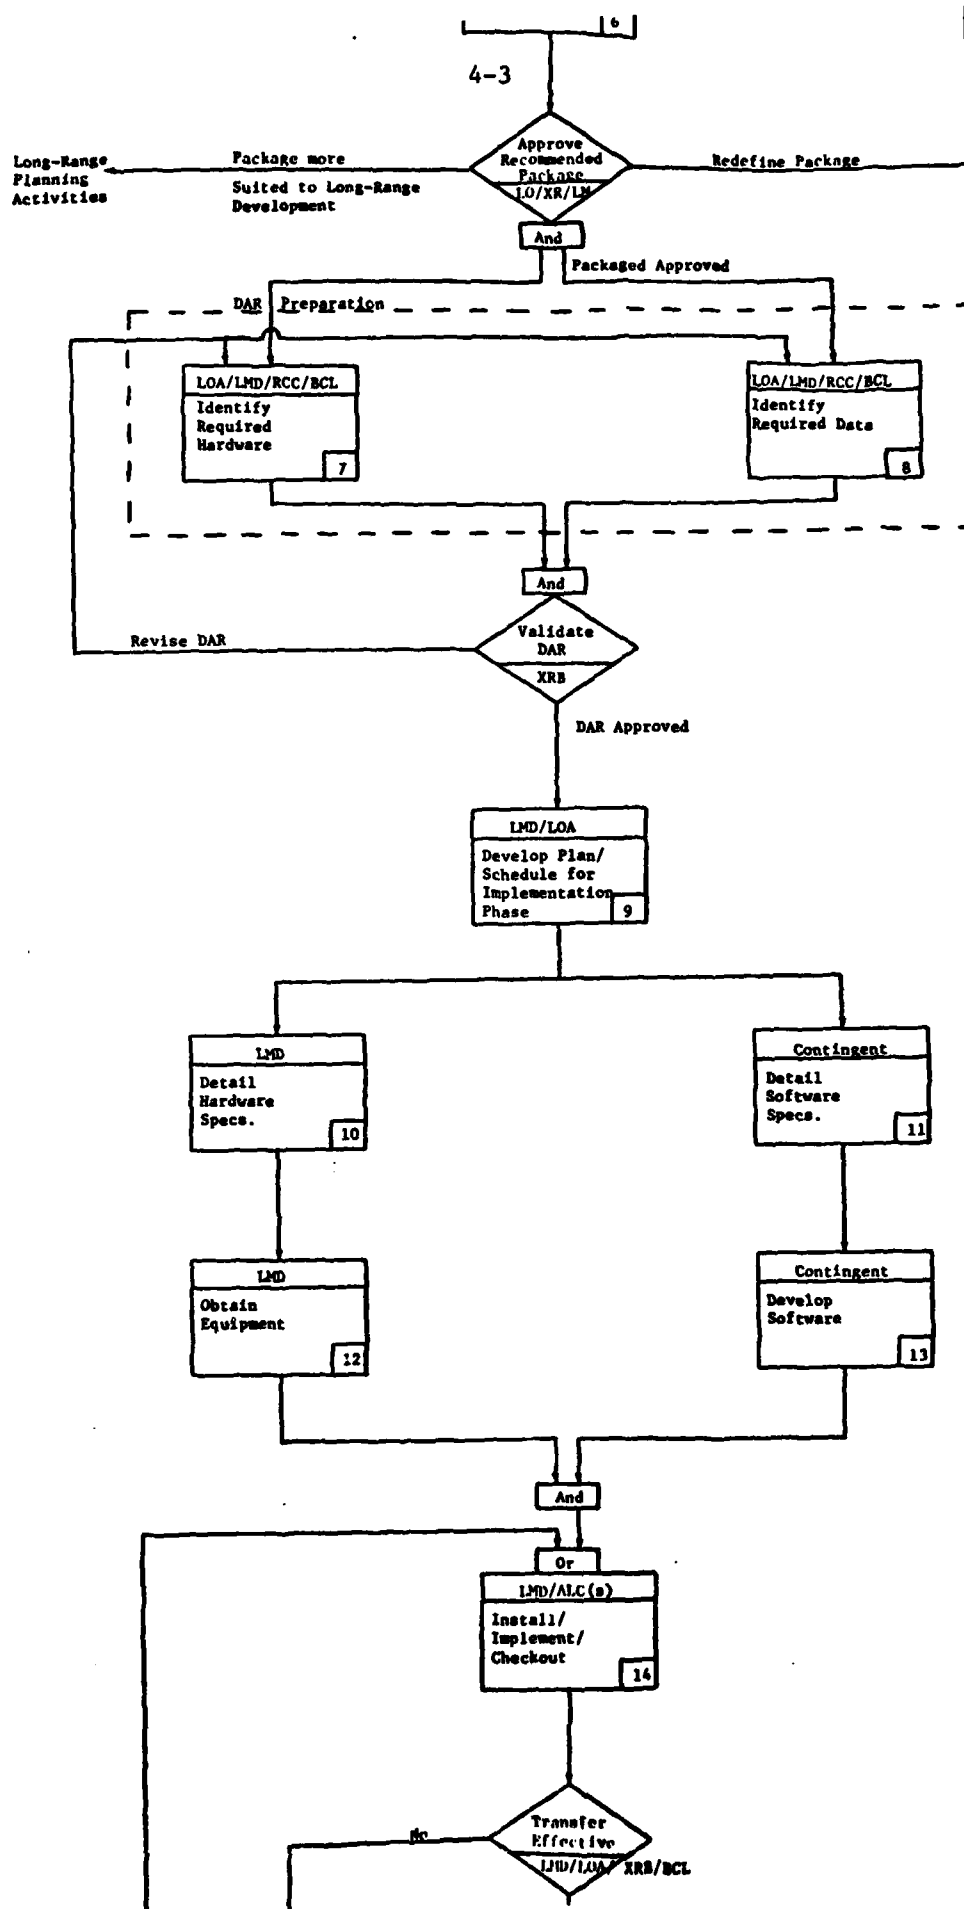 6
4-3
Approve
Recommended
Package
LO/XR/LM
Long-Range
Planning
Activities
Package more
Suited to Long-Range
Development
Redefine Package
And
Packaged Approved
DAR Preparation
LOA/LMD/RCC/BCL
Identify
Required
Hardware
7
LOA/LMD/RCC/BCL
Identify
Required Data
8
And
Validate
DAR
XRB
Revise DAR
DAR Approved
LMD/LOA
Develop Plan/
Schedule for
Implementation
Phase
9
LMD
Detail
Hardware
Specs.
10
Contingent
Detail
Software
Specs.
11
LMD
Obtain
Equipment
12
Contingent
Develop
Software
13
And
Or
LMD/ALC(s)
Install/
Implement/
Checkout
14
Transfer
Effective
LMD/LOA/ XRB/BCL
No